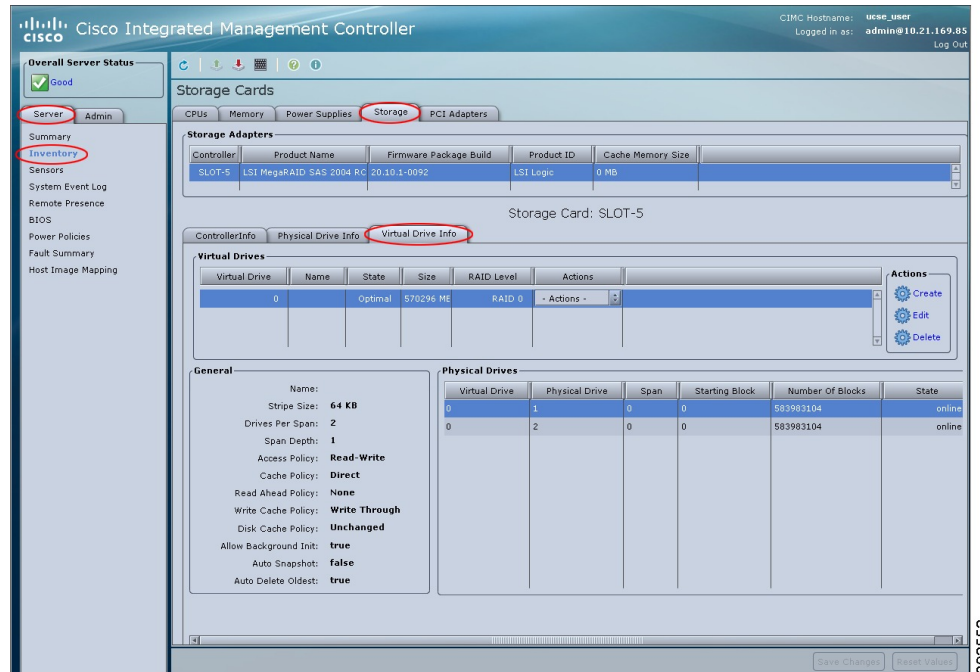 CISCO Cisco Integrated Management Controller
CIMC Hostname: ucse_user
Logged in as: admin@10.21.169.85
Log Out
Overall Server Status
Good
Server Admin
Summary
Inventory
Sensors
System Event Log
Remote Presence
BIOS
Power Policies
Fault Summary
Host Image Mapping
Storage Cards
CPUs Memory Power Supplies Storage PCI Adapters
Storage Adapters
Controller Product Name Firmware Package Build Product ID Cache Memory Size
SLOT-5 LSI MegaRAID SAS 2004 RC 20.10.1-0092 LSI Logic 0 MB
Storage Card: SLOT-5
ControllerInfo Physical Drive Info Virtual Drive Info
Virtual Drives
Virtual Drive Name State Size RAID Level Actions
0 Optimal 570296 ME RAID 0 - Actions -
Actions
Create
Edit
Delete
General
Name:
Stripe Size: 64 KB
Drives Per Span: 2
Span Depth: 1
Access Policy: Read-Write
Cache Policy: Direct
Read Ahead Policy: None
Write Cache Policy: Write Through
Disk Cache Policy: Unchanged
Allow Background Init: true
Auto Snapshot: false
Auto Delete Oldest: true
Physical Drives
Virtual Drive Physical Drive Span Starting Block Number Of Blocks State
0 1 0 0 583983104 online
0 2 0 0 583983104 online
Save Changes Reset Values